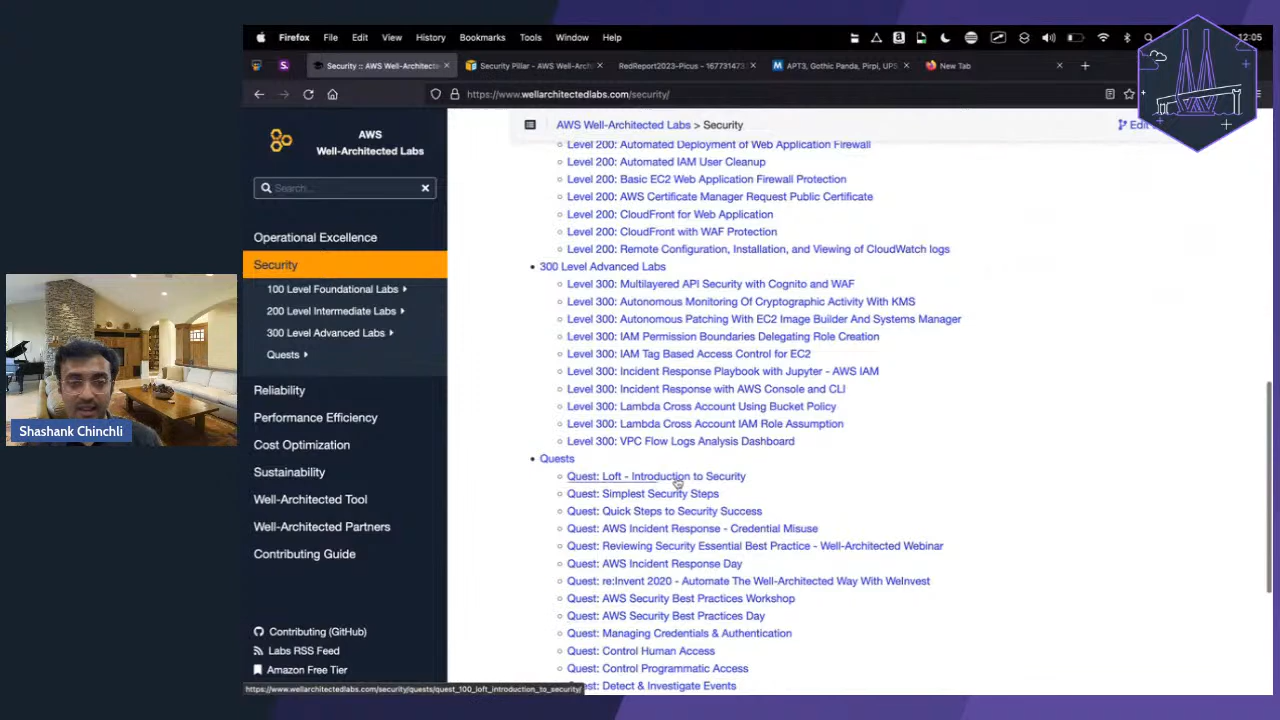 Firefox File Edit View History Bookmarks Tools Window Help 12:05
Security :: AWS Well-Architecte Security Pillar - AWS Well-Arch RedReport2023-Picus - 167731473 APT3, Gothic Panda, Pirpi, UPS New Tab
https://www.wellarchitectedlabs.com/security/
AWS
Well-Architected Labs
Search...
Operational Excellence
Security
100 Level Foundational Labs
200 Level Intermediate Labs
300 Level Advanced Labs
Quests
Reliability
Performance Efficiency
Cost Optimization
Sustainability
Well-Architected Tool
Well-Architected Partners
Contributing Guide
Contributing (GitHub)
Labs RSS Feed
Amazon Free Tier
AWS Well-Architected Labs > Security Edit
Level 200: Automated Deployment of Web Application Firewall
Level 200: Automated IAM User Cleanup
Level 200: Basic EC2 Web Application Firewall Protection
Level 200: AWS Certificate Manager Request Public Certificate
Level 200: CloudFront for Web Application
Level 200: CloudFront with WAF Protection
Level 200: Remote Configuration, Installation, and Viewing of CloudWatch logs
300 Level Advanced Labs
Level 300: Multilayered API Security with Cognito and WAF
Level 300: Autonomous Monitoring Of Cryptographic Activity With KMS
Level 300: Autonomous Patching With EC2 Image Builder And Systems Manager
Level 300: IAM Permission Boundaries Delegating Role Creation
Level 300: IAM Tag Based Access Control for EC2
Level 300: Incident Response Playbook with Jupyter - AWS IAM
Level 300: Incident Response with AWS Console and CLI
Level 300: Lambda Cross Account Using Bucket Policy
Level 300: Lambda Cross Account IAM Role Assumption
Level 300: VPC Flow Logs Analysis Dashboard
Quests
Quest: Loft - Introduction to Security
Quest: Simplest Security Steps
Quest: Quick Steps to Security Success
Quest: AWS Incident Response - Credential Misuse
Quest: Reviewing Security Essential Best Practice - Well-Architected Webinar
Quest: AWS Incident Response Day
Quest: re:Invent 2020 - Automate The Well-Architected Way With WeInvest
Quest: AWS Security Best Practices Workshop
Quest: AWS Security Best Practices Day
Quest: Managing Credentials & Authentication
Quest: Control Human Access
Quest: Control Programmatic Access
Quest: Detect & Investigate Events
https://www.wellarchitectedlabs.com/security/quests/quest_100_loft_introduction_to_security/
Shashank Chinchli